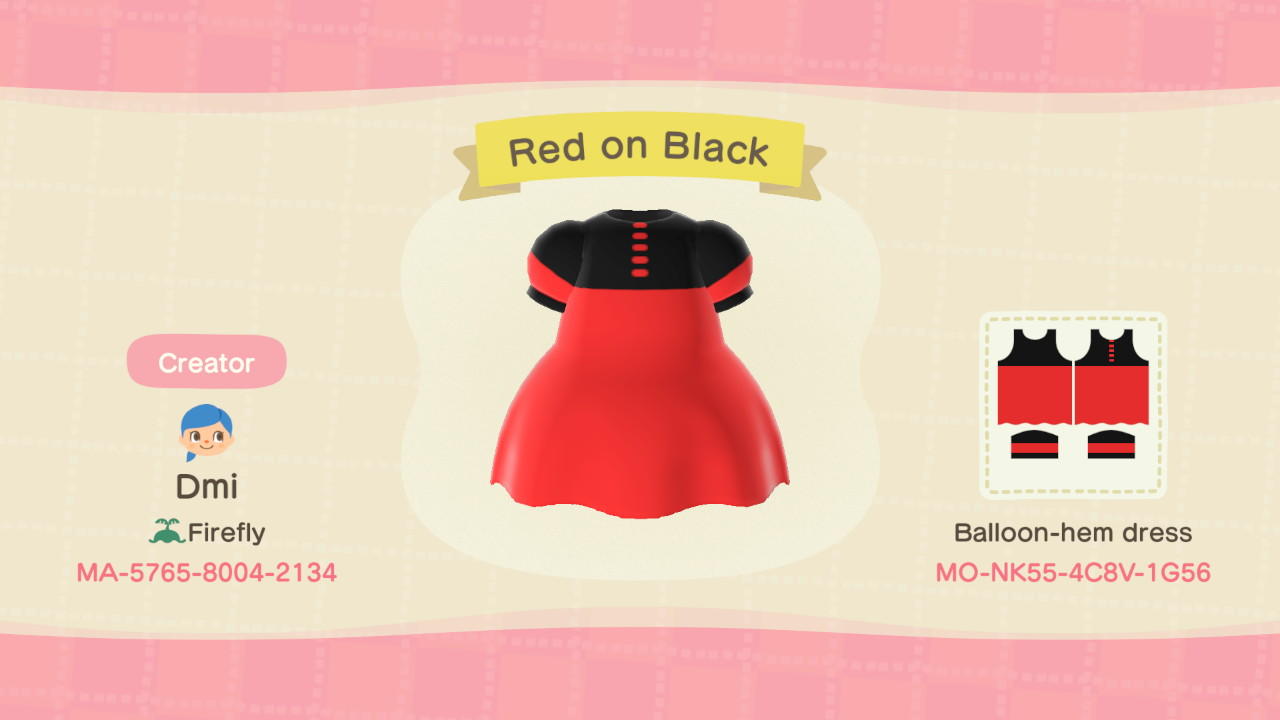 Red on Black
Creator
Dmi
Firefly
MA-5765-8004-2134
Balloon-hem dress
MO-NK55-4C8V-1G56